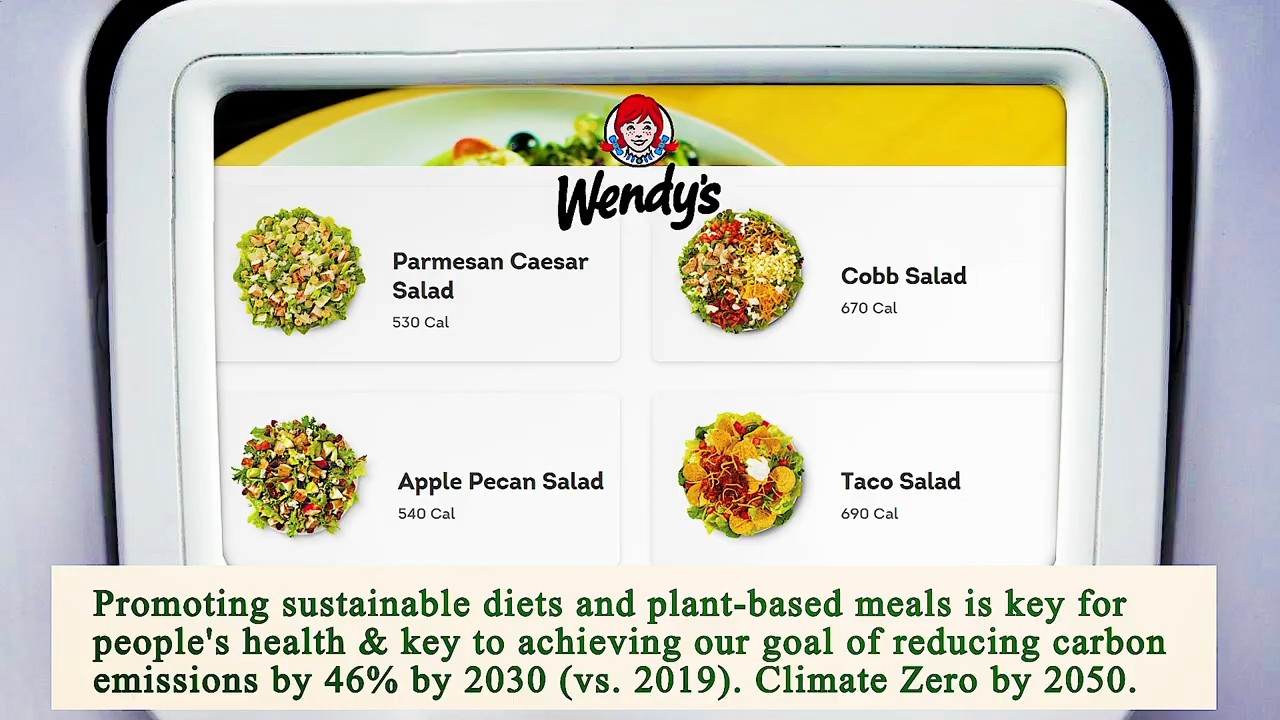 Wendy's
Parmesan Caesar
Salad
530 Cal
Cobb Salad
670 Cal
Apple Pecan Salad
540 Cal
Taco Salad
690 Cal
Promoting sustainable diets and plant-based meals is key for
people's health & key to achieving our goal of reducing carbon
emissions by 46% by 2030 (vs. 2019). Climate Zero by 2050.